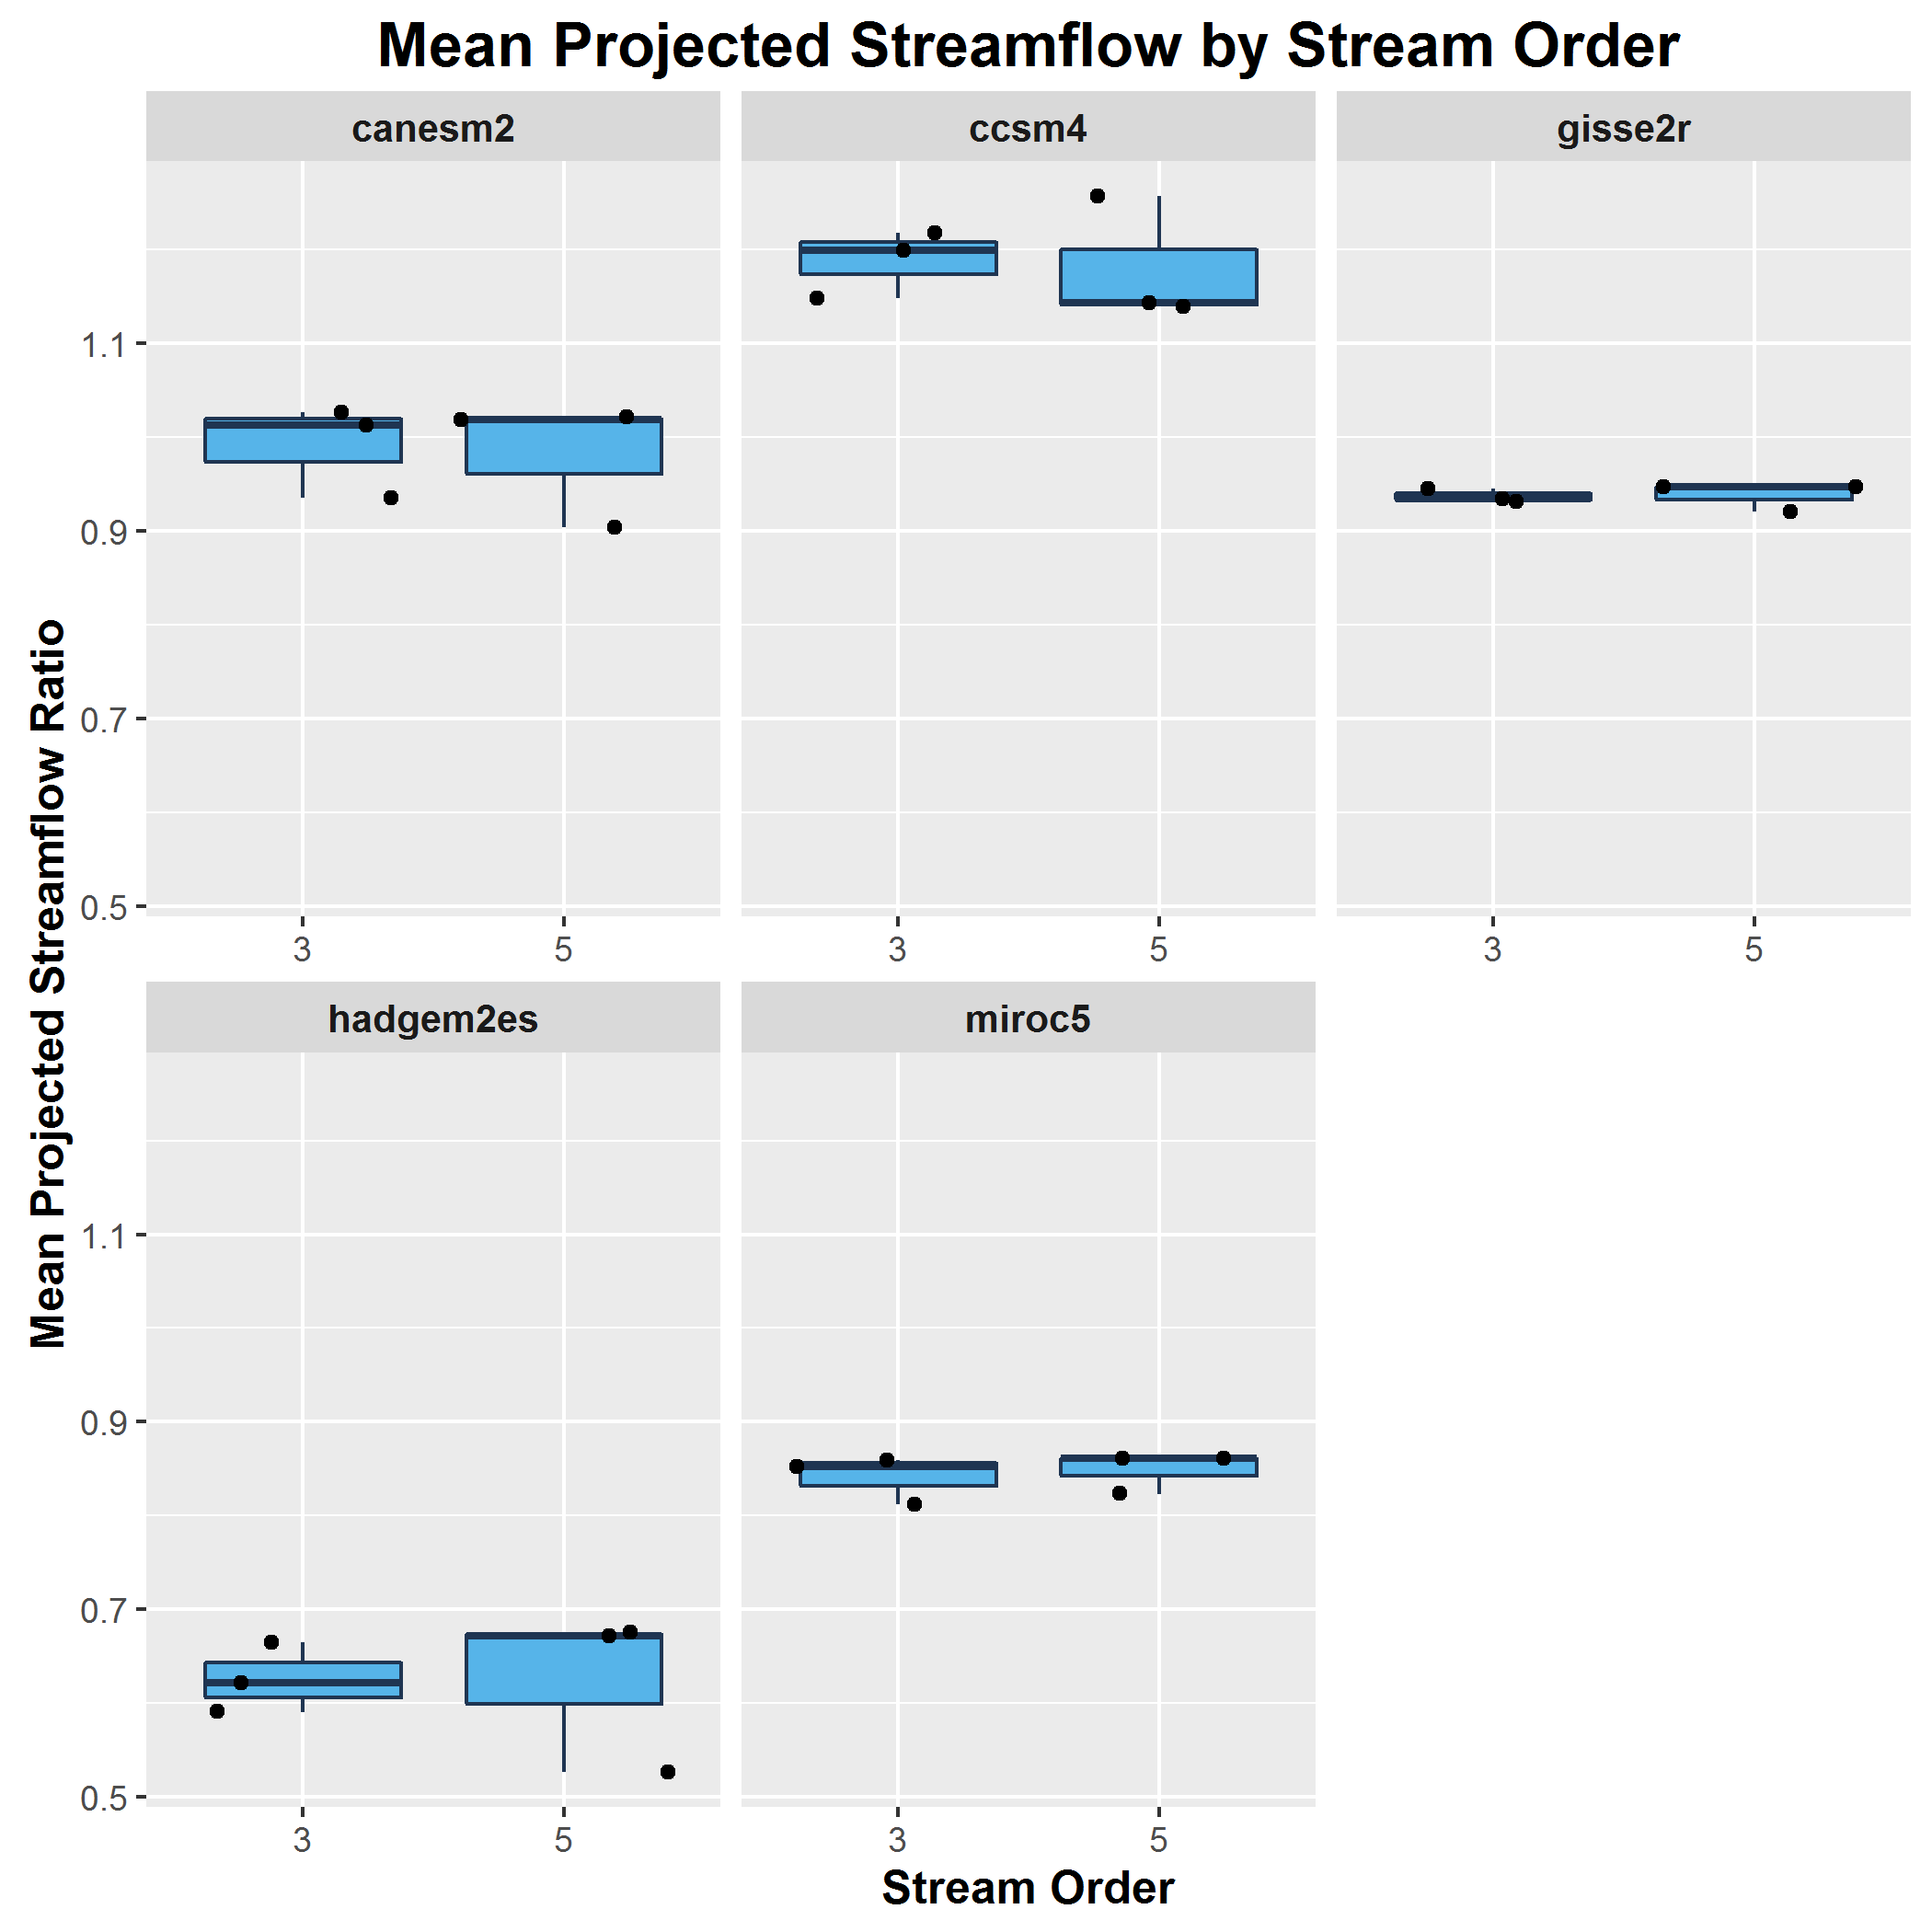 Mean Projected Streamflow by Stream Order
canesm2
ccsm4
gisse2r
Mean Projected Streamflow Ratio
1.1
0.9
0.7
0.5
3 5
3 5
3 5
hadgem2es
miroc5
1.1
0.9
0.7
0.5
3 5
3 5
Stream Order